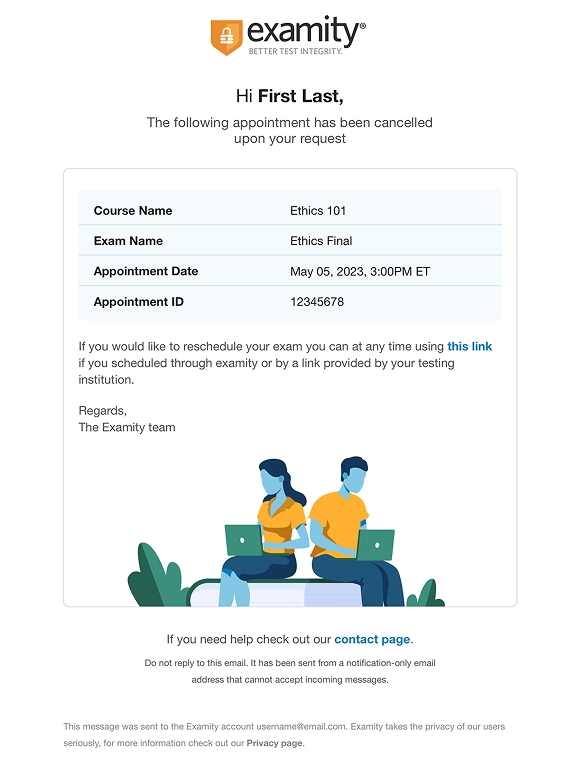 examity®
BETTER TEST INTEGRITY.
Hi First Last,
The following appointment has been cancelled
upon your request
Course Name Ethics 101
Exam Name Ethics Final
Appointment Date May 05, 2023, 3:00PM ET
Appointment ID 12345678
If you would like to reschedule your exam you can at any time using this link
if you scheduled through examity or by a link provided by your testing
institution.
Regards,
The Examity team
If you need help check out our contact page.
Do not reply to this email. It has been sent from a notification-only email
address that cannot accept incoming messages.
This message was sent to the Examity account username@email.com. Examity takes the privacy of our users
seriously, for more information check out our Privacy page.